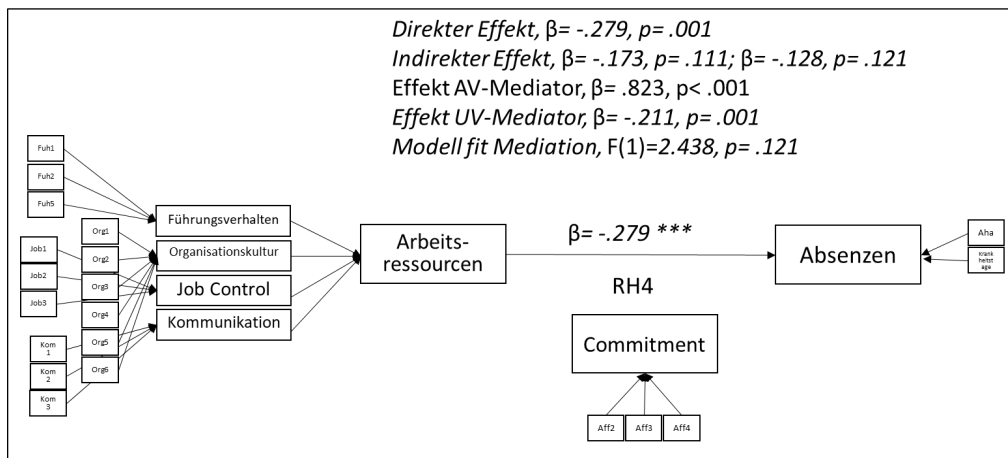 Direkter Effekt, β= -.279, p= .001
Indirekter Effekt, β= -.173, p= .111; β= -.128, p= .121
Effekt AV-Mediator, β= .823, p< .001
Effekt UV-Mediator, β= -.211, p= .001
Modell fit Mediation, F(1)=2.438, p= .121
Fuh1
Fuh2
Fuh5
Org1
Org2
Org3
Org4
Org5
Org6
Job1
Job2
Job3
Kom
1
Kom
2
Kom
3
Führungsverhalten
Organisationskultur
Job Control
Kommunikation
Arbeits-
ressourcen
β= -.279 ***
RH4
Absenzen
Aha
Krank
heitst
age
Commitment
Aff2
Aff3
Aff4